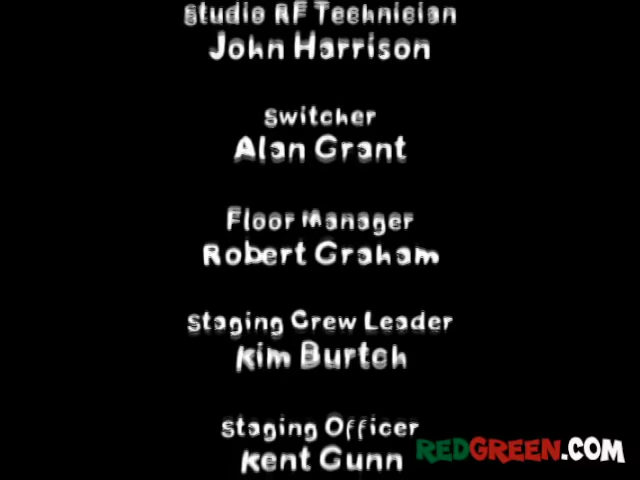 Studio RF Technician
John Harrison
Switcher
Alan Grant
Floor Manager
Robert Graham
Staging Crew Leader
Kim Burtch
Staging Officer
Kent Gunn
REDGREEN.COM